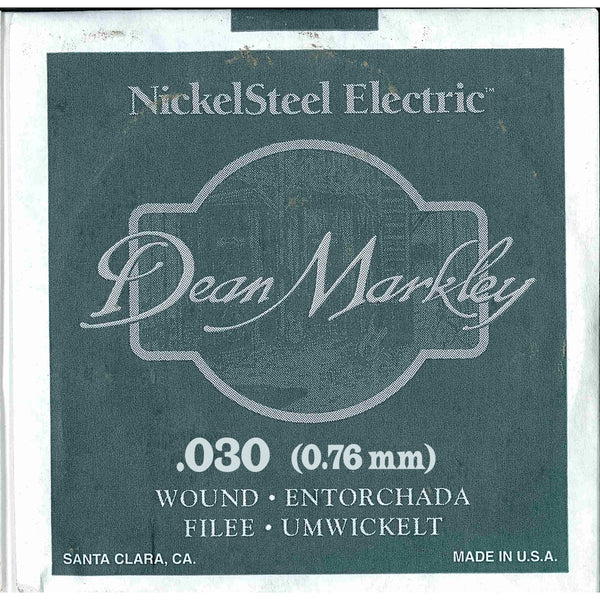 NickelSteel Electric™
Dean Markley
.030 (0.76 mm)
WOUND • ENTORCHADA
FILEE • UMWICKELT
SANTA CLARA, CA. MADE IN U.S.A.